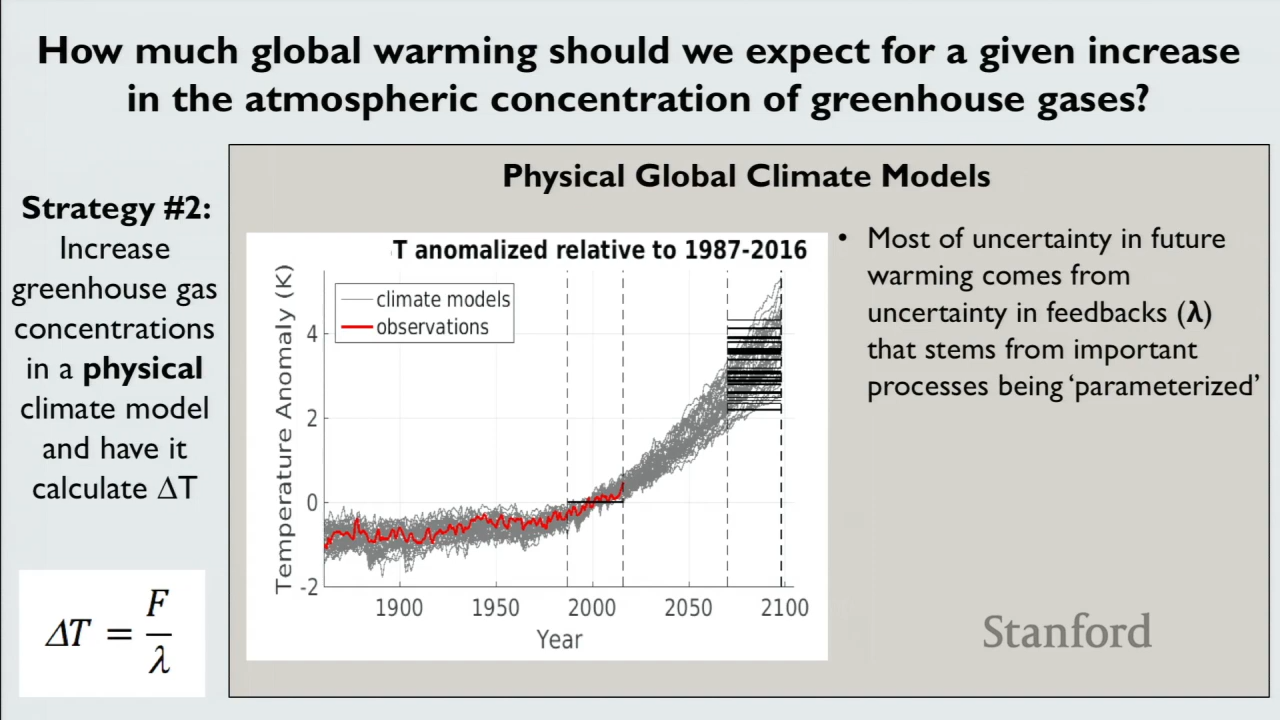 How much global warming should we expect for a given increase
in the atmospheric concentration of greenhouse gases?
Strategy #2:
Increase
greenhouse gas
concentrations
in a physical
climate model
and have it
calculate ΔT
ΔT = F
λ
Physical Global Climate Models
T anomalized relative to 1987-2016
climate models
observations
Temperature Anomaly (K)
4
2
0
-2
1900 1950 2000 2050 2100
Year
• Most of uncertainty in future
warming comes from
uncertainty in feedbacks (λ)
that stems from important
processes being ‘parameterized’
Stanford